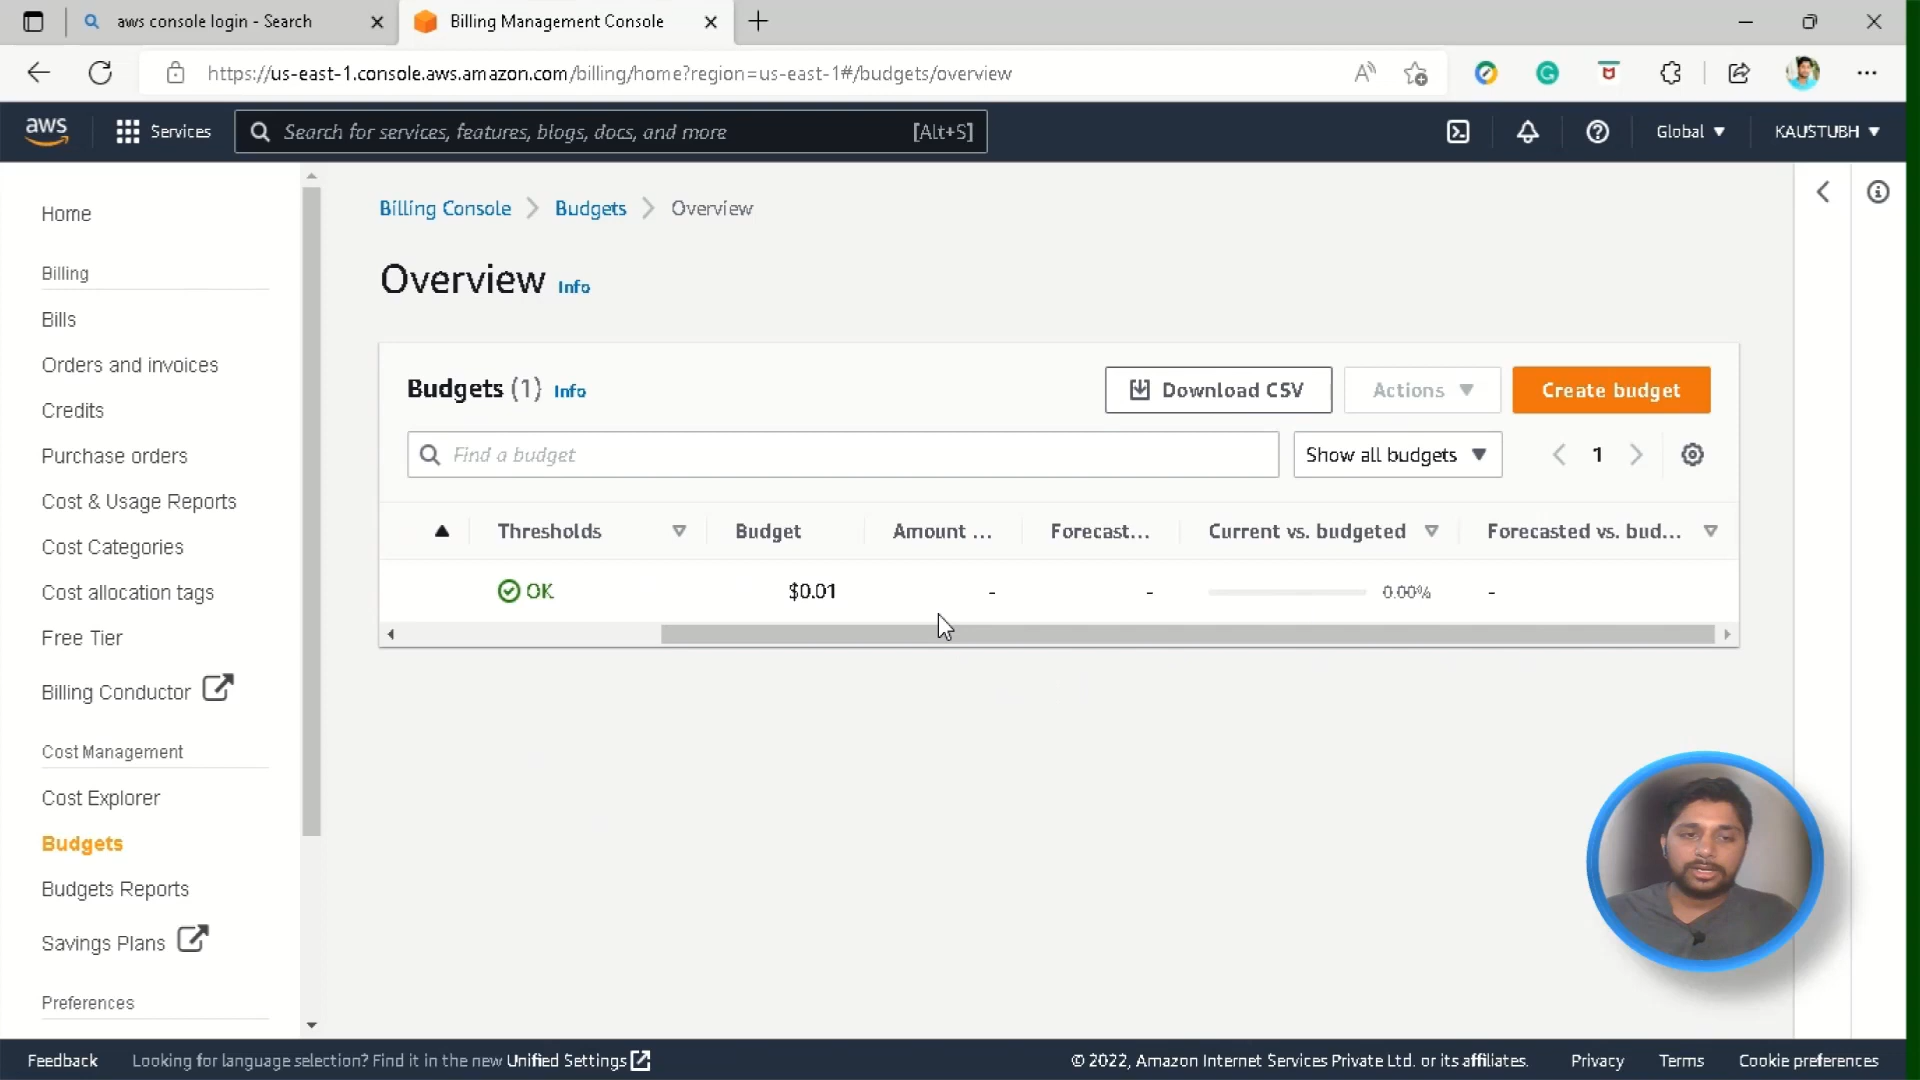 aws console login - Search
Billing Management Console
https://us-east-1.console.aws.amazon.com/billing/home?region=us-east-1#/budgets/overview
aws
Services
Search for services, features, blogs, docs, and more
[Alt+S]
Global
KAUSTUBH
Home
Billing
Bills
Orders and invoices
Credits
Purchase orders
Cost & Usage Reports
Cost Categories
Cost allocation tags
Free Tier
Billing Conductor
Cost Management
Cost Explorer
Budgets
Budgets Reports
Savings Plans
Preferences
Billing Console
Budgets
Overview
Overview Info
Budgets (1) Info
Download CSV
Actions
Create budget
Find a budget
Show all budgets
1
Thresholds Budget Amount ... Forecast... Current vs. budgeted Forecasted vs. bud...
OK $0.01 - - 0.00% -
Feedback
Looking for language selection? Find it in the new Unified Settings
© 2022, Amazon Internet Services Private Ltd. or its affiliates.
Privacy
Terms
Cookie preferences